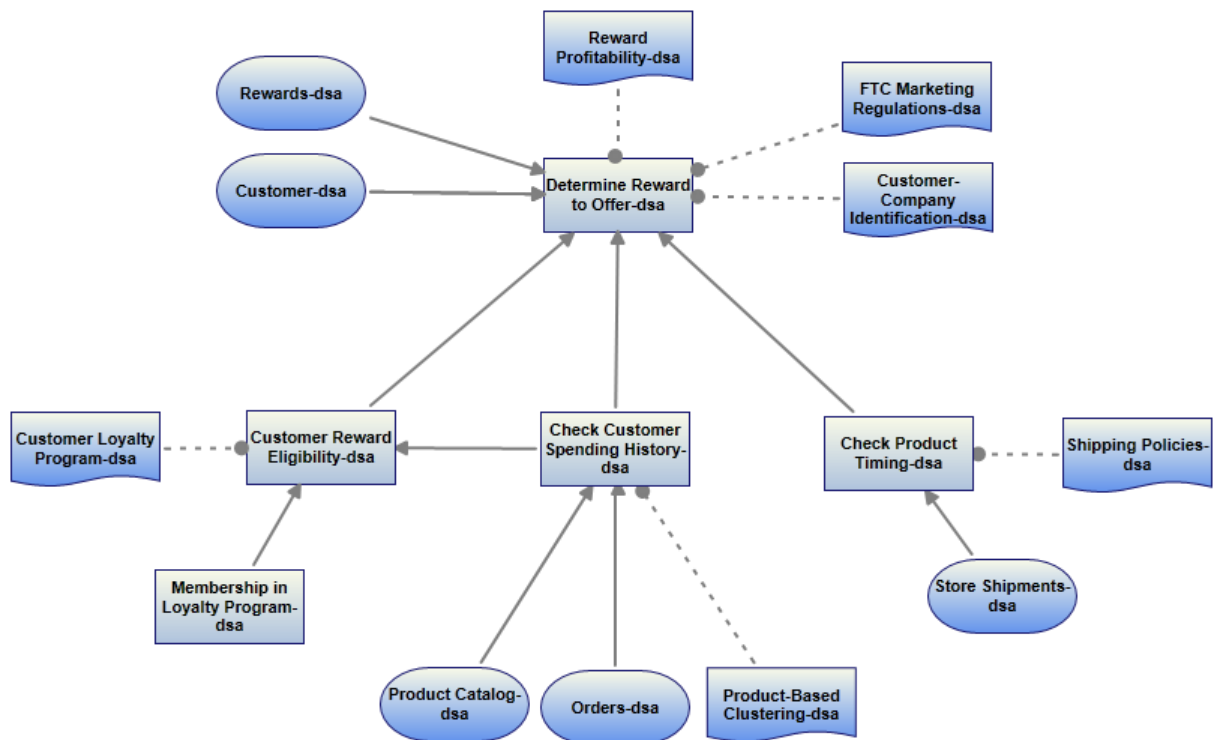 Reward
Profitability-dsa
Rewards-dsa
FTC Marketing
Regulations-dsa
Customer-dsa
Determine Reward
to Offer-dsa
Customer-
Company
Identification-dsa
Customer Loyalty
Program-dsa
Customer Reward
Eligibility-dsa
Check Customer
Spending History-
dsa
Check Product
Timing-dsa
Shipping Policies-
dsa
Membership in
Loyalty Program-
dsa
Store Shipments-
dsa
Product Catalog-
dsa
Orders-dsa
Product-Based
Clustering-dsa